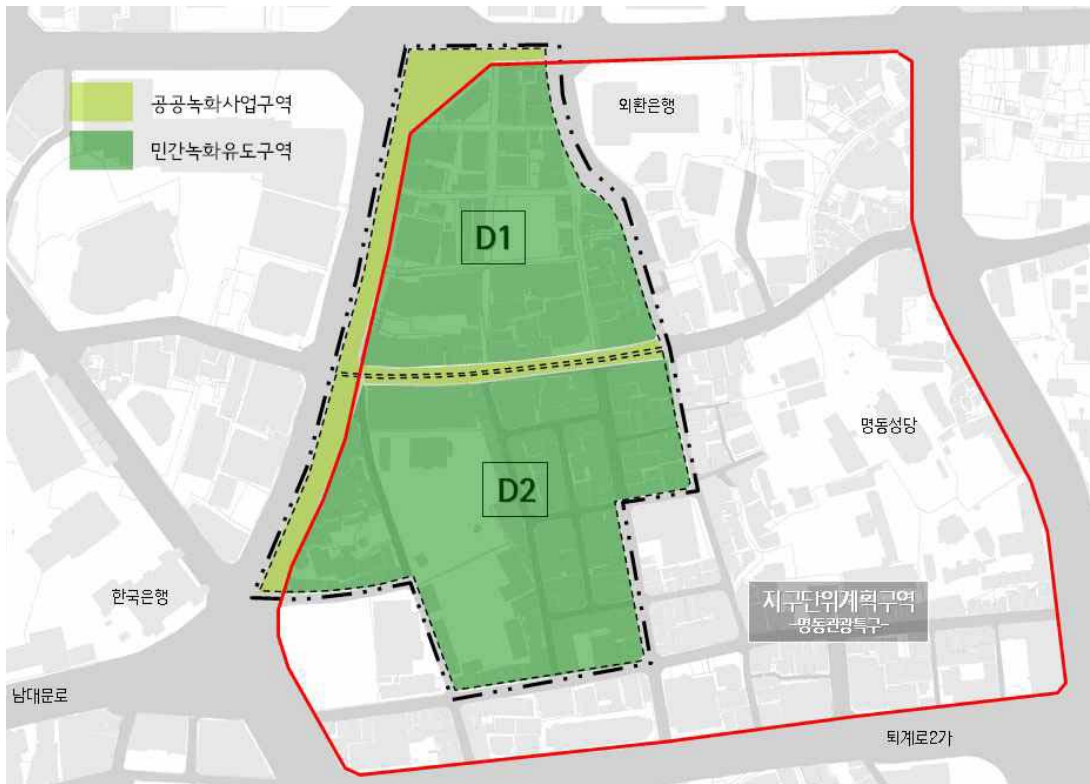 공공녹화사업구역
민간녹화유도구역
외환은행
D1
명동성당
D2
한국은행
지구단위계획구역
-명동관광특구-
남대문로
퇴계로2가